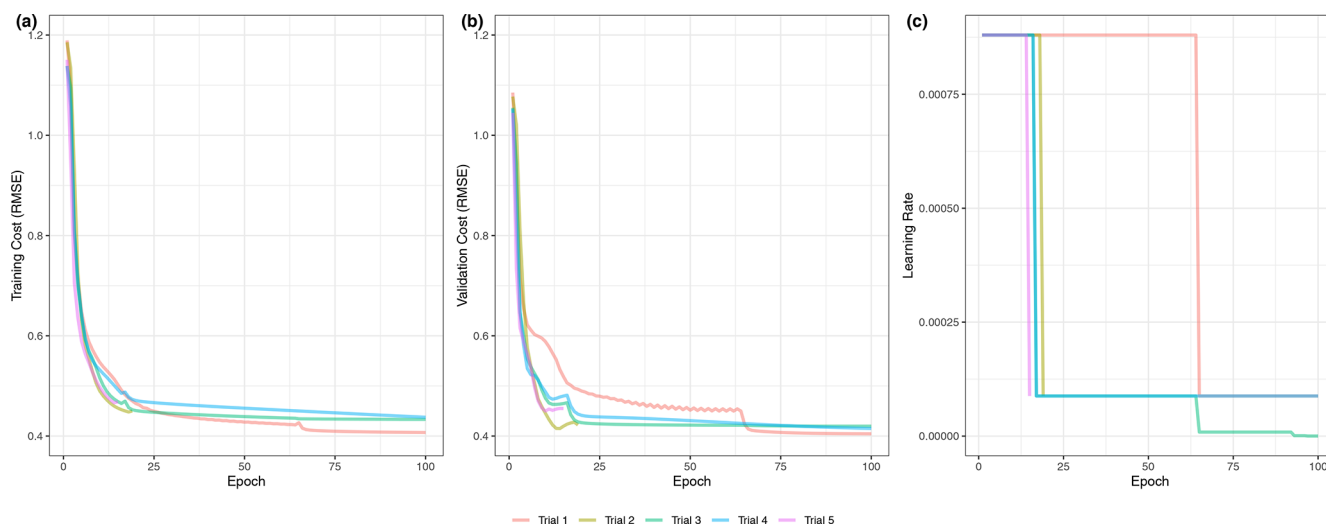 (a)
1.2
1.0
0.8
0.6
0.4
Training Cost (RMSE)
0 25 50 75 100
Epoch
(b)
1.2
1.0
0.8
0.6
0.4
Validation Cost (RMSE)
0 25 50 75 100
Epoch
(c)
0.00075
0.00050
0.00025
0.00000
Learning Rate
0 25 50 75 100
Epoch
Trial 1 Trial 2 Trial 3 Trial 4 Trial 5